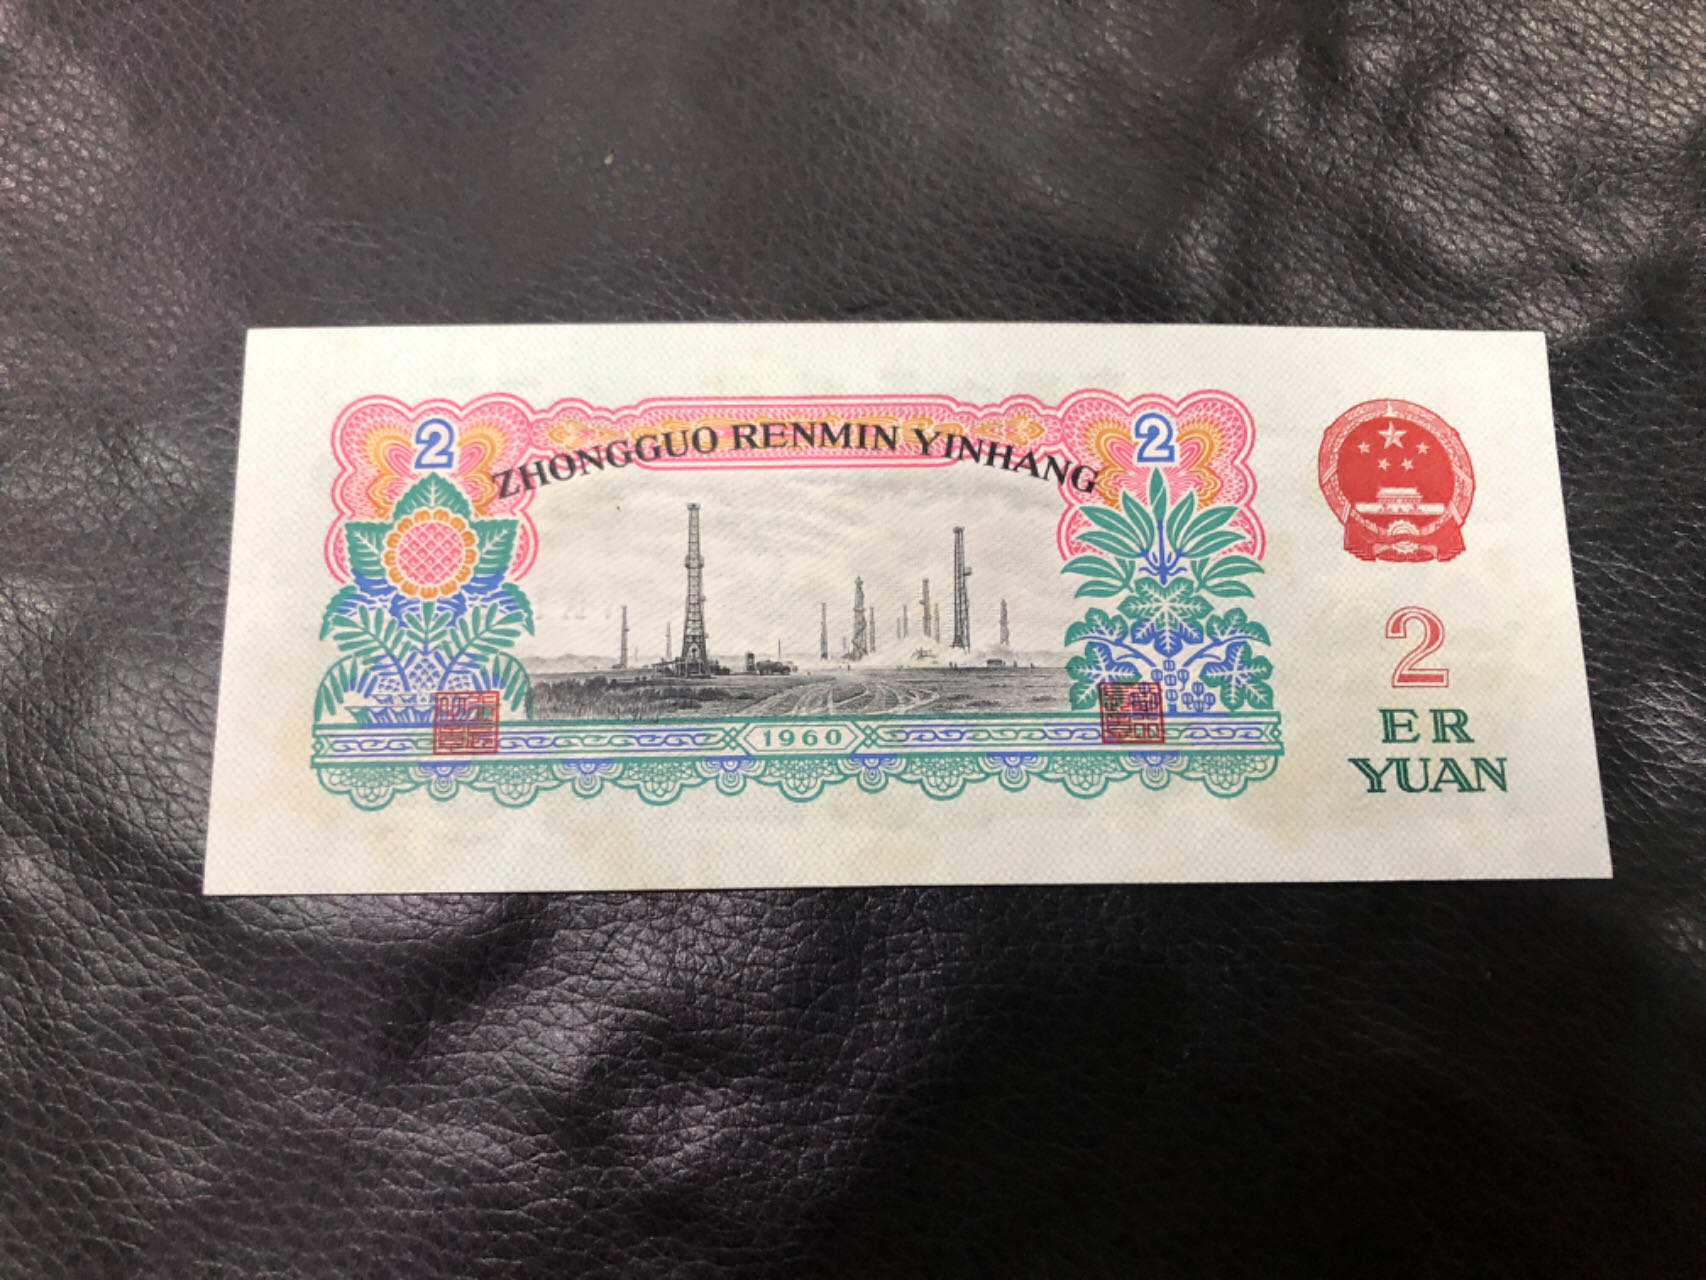 2
2
ZHONGGUO RENMIN YINHANG
1960
2
ER
YUAN